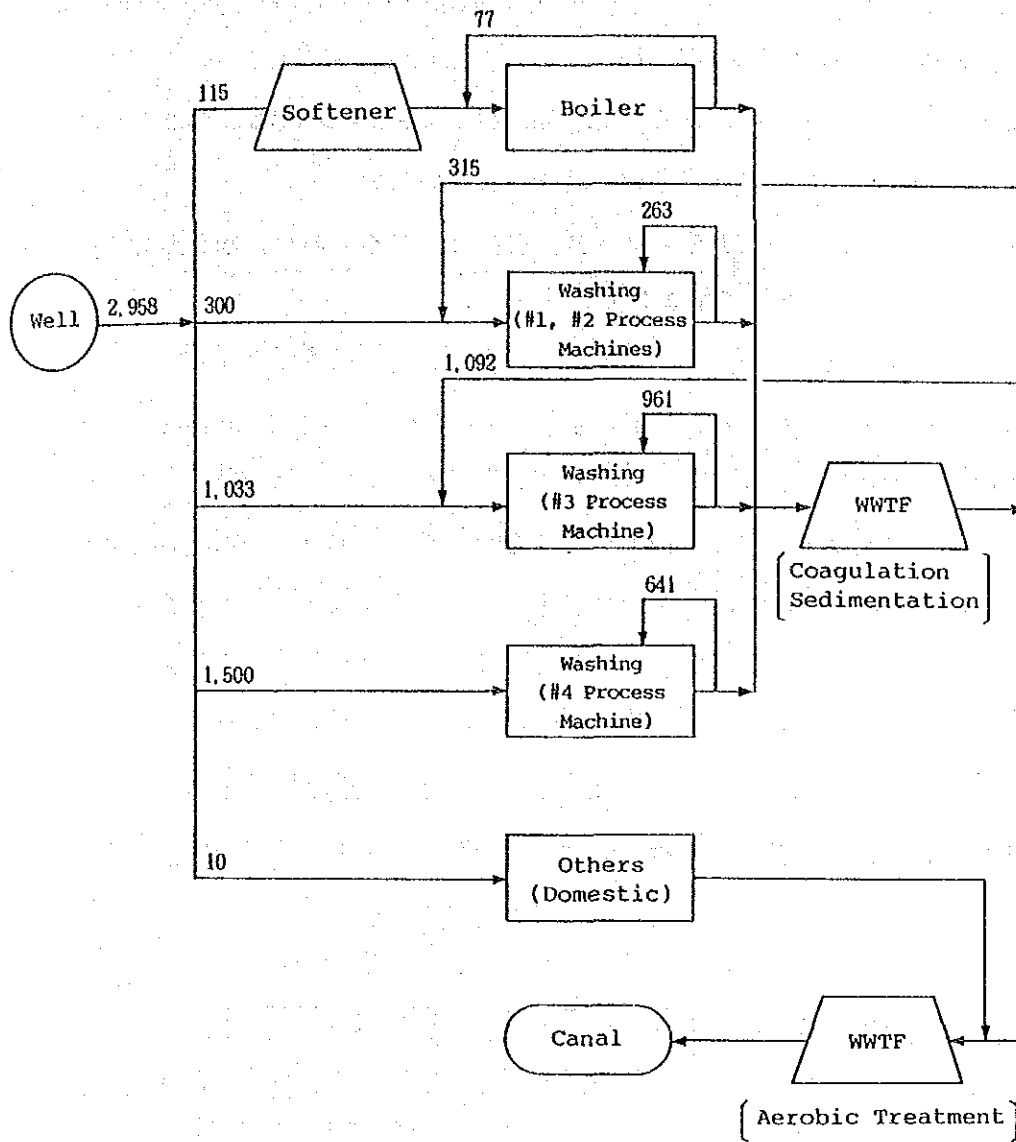 77
115
Softener
Boiler
315
263
Well
2,958
300
Washing
(#1, #2 Process
Machines)
1,092
961
1,033
Washing
(#3 Process
Machine)
WWTF
Coagulation
Sedimentation
641
1,500
Washing
(#4 Process
Machine)
10
Others
(Domestic)
Canal
WWTF
[Aerobic Treatment]